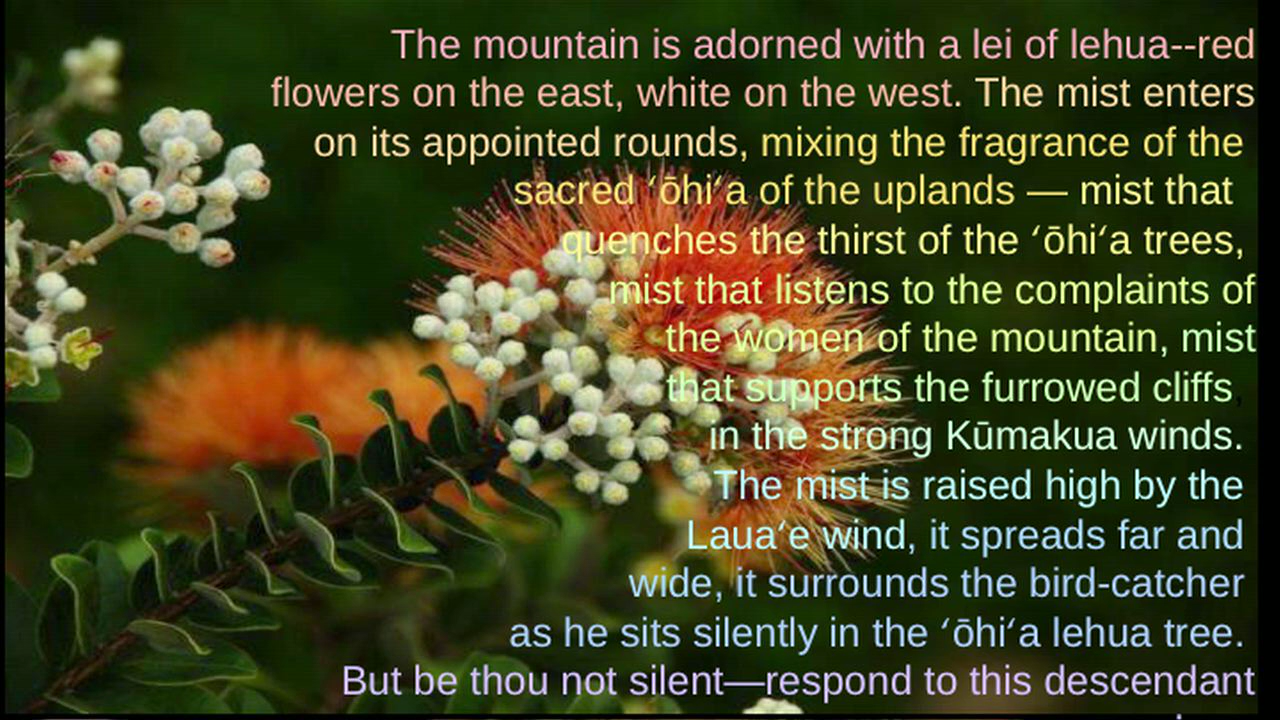 The mountain is adorned with a lei of lehua--red
flowers on the east, white on the west. The mist enters
on its appointed rounds, mixing the fragrance of the
sacred ʻōhiʻa of the uplands — mist that
quenches the thirst of the ʻōhiʻa trees,
mist that listens to the complaints of
the women of the mountain, mist
that supports the furrowed cliffs,
in the strong Kūmakua winds.
The mist is raised high by the
Lauaʻe wind, it spreads far and
wide, it surrounds the bird-catcher
as he sits silently in the ʻōhiʻa lehua tree.
But be thou not silent—respond to this descendant